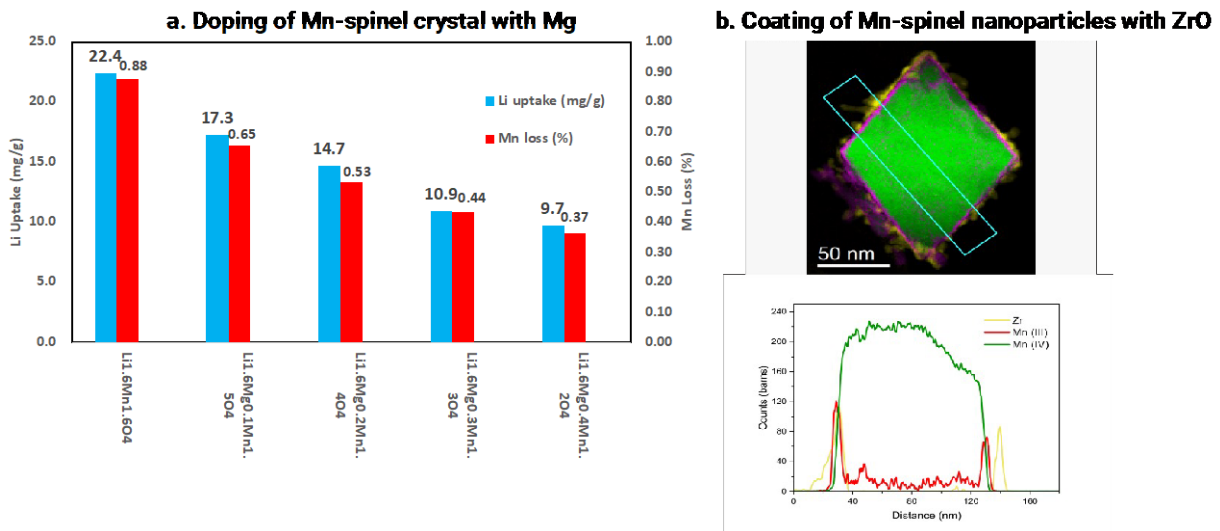 a. Doping of Mn-spinel crystal with Mg
b. Coating of Mn-spinel nanoparticles with ZrO
25.0
20.0
15.0
10.0
5.0
0.0
Li Uptake (mg/g)
22.4
0.88
17.3
0.65
14.7
0.53
10.9
0.44
9.7
0.37
Li uptake (mg/g)
Mn loss (%)
1.00
0.90
0.80
0.70
0.60
0.50
0.40
0.30
0.20
0.10
0.00
Mn Loss (%)
Li1.6Mn1.6O4
Li1.6Mg0.1Mn1.
5O4
Li1.6Mg0.2Mn1.
4O4
Li1.6Mg0.3Mn1.
3O4
Li1.6Mg0.4Mn1.
2O4
50 nm
240
200
160
120
80
40
0
Counts (barns)
Zr
Mn (III)
Mn (IV)
0
40
80
120
160
Distance (nm)